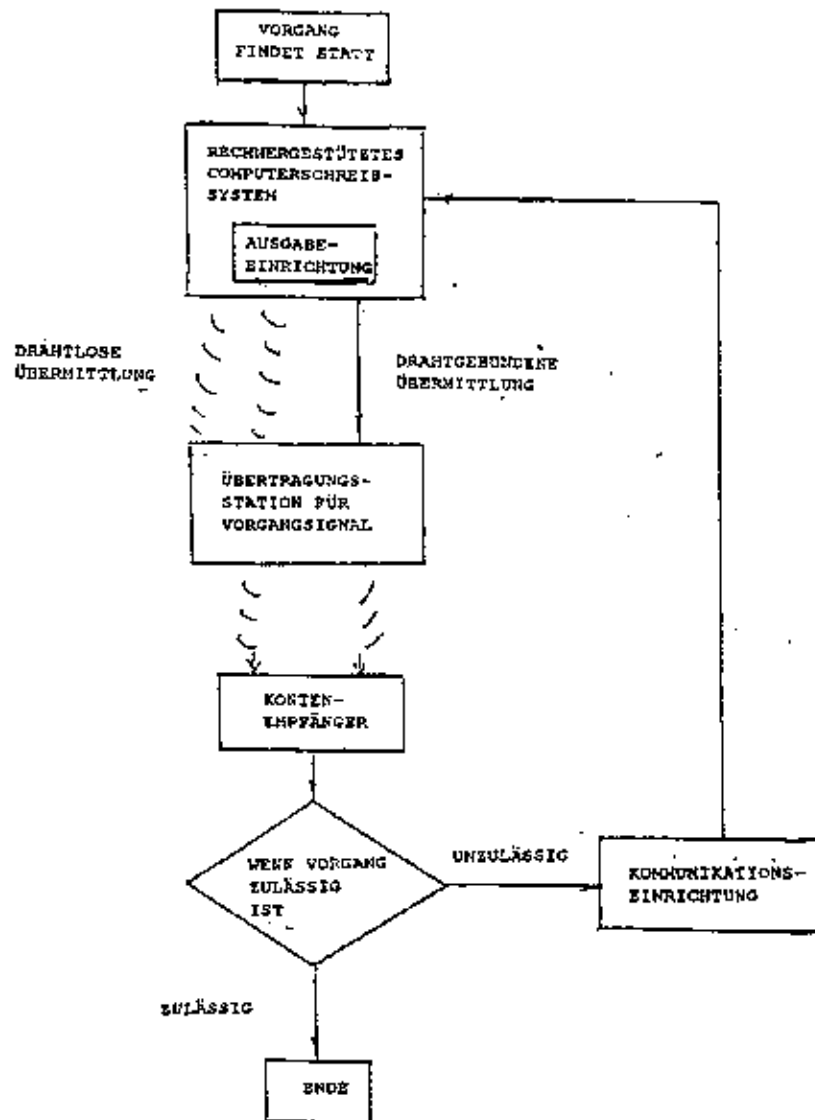 VORGANG
FINDET STATT
RECHNERGESTÜTZTES
COMPUTERSCHREIB-
SYSTEM
AUSGABE-
EINRICHTUNG
DRAHTLOSE
ÜBERMITTLUNG
DRAHTGEBUNDENE
ÜBERMITTLUNG
ÜBERTRAGUNGS-
STATION FÜR
VORGANGSIGNAL
KONTEN-
EMPFÄNGER
WENN VORGANG
ZULÄSSIG
IST
UNZULÄSSIG
KOMMUNIKATIONS-
EINRICHTUNG
ZULÄSSIG
ENDE